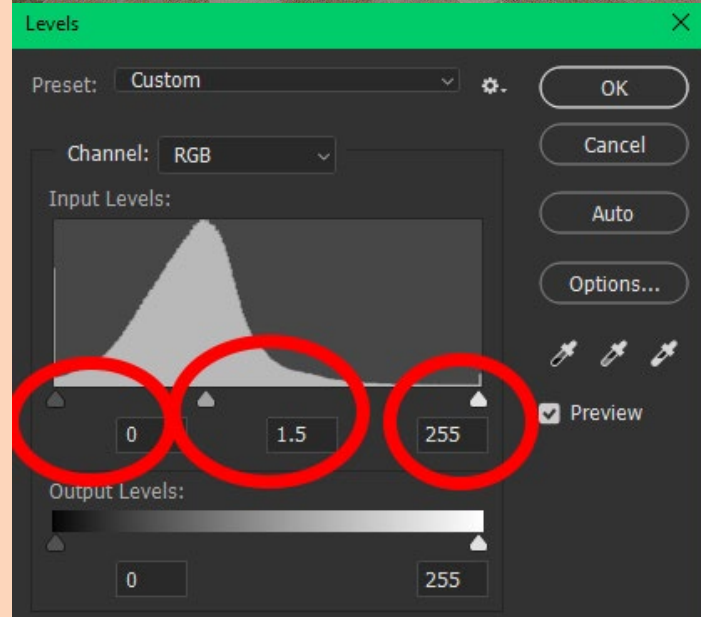 Levels
Preset: Custom
OK
Channel: RGB
Cancel
Input Levels:
Auto
Options...
0 1.5 255
Preview
Output Levels:
0 255